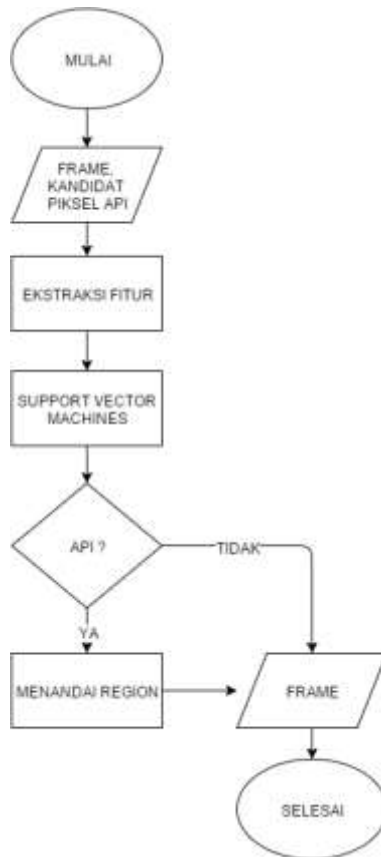 MULAI
FRAME,
KANDIDAT
PIKSEL API
EKSTRAKSI FITUR
SUPPORT VECTOR
MACHINES
API ?
TIDAK
YA
MENANDAI REGION
FRAME
SELESAI